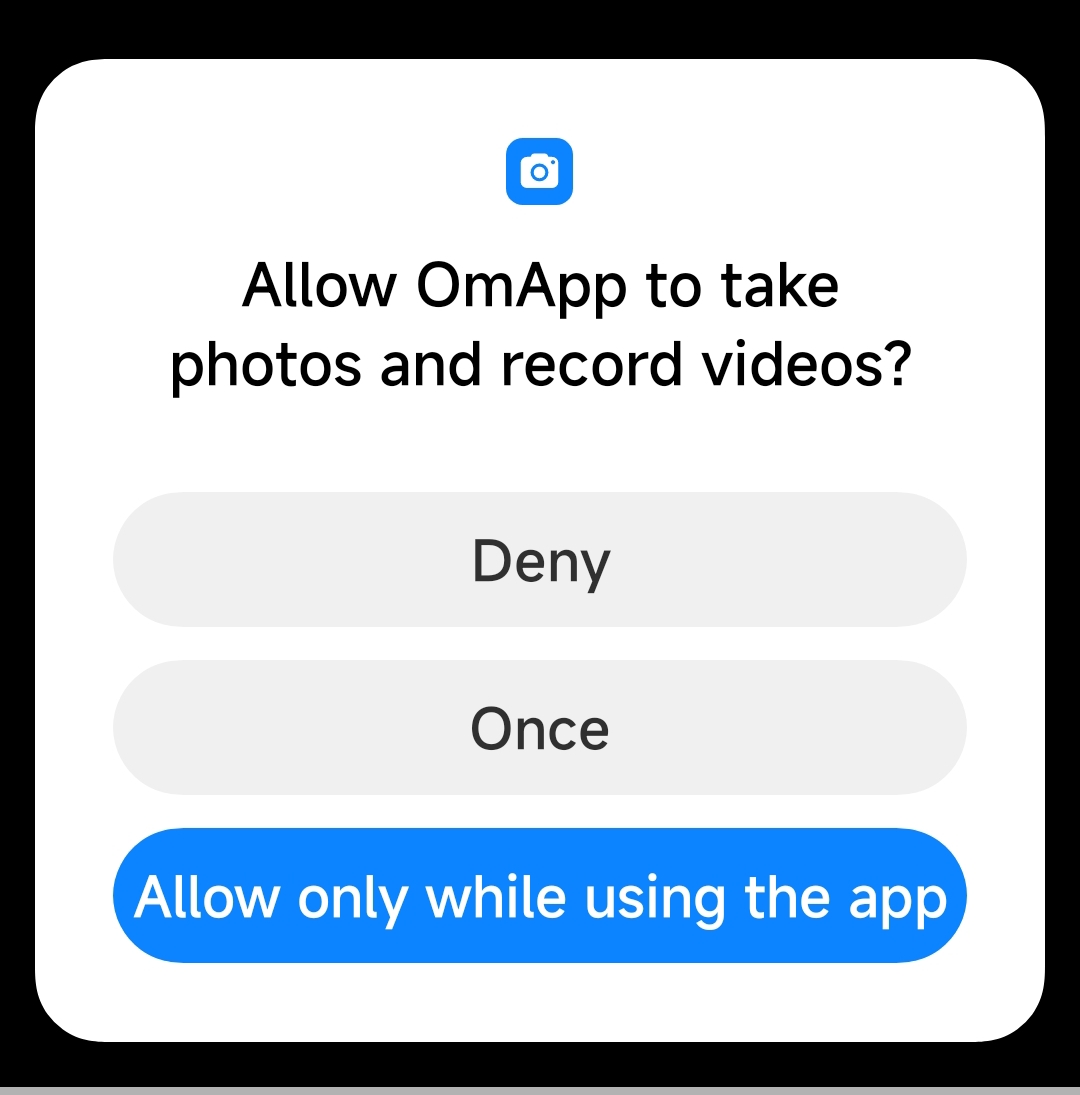 Allow OmApp to take
photos and record videos?
Deny
Once
Allow only while using the app